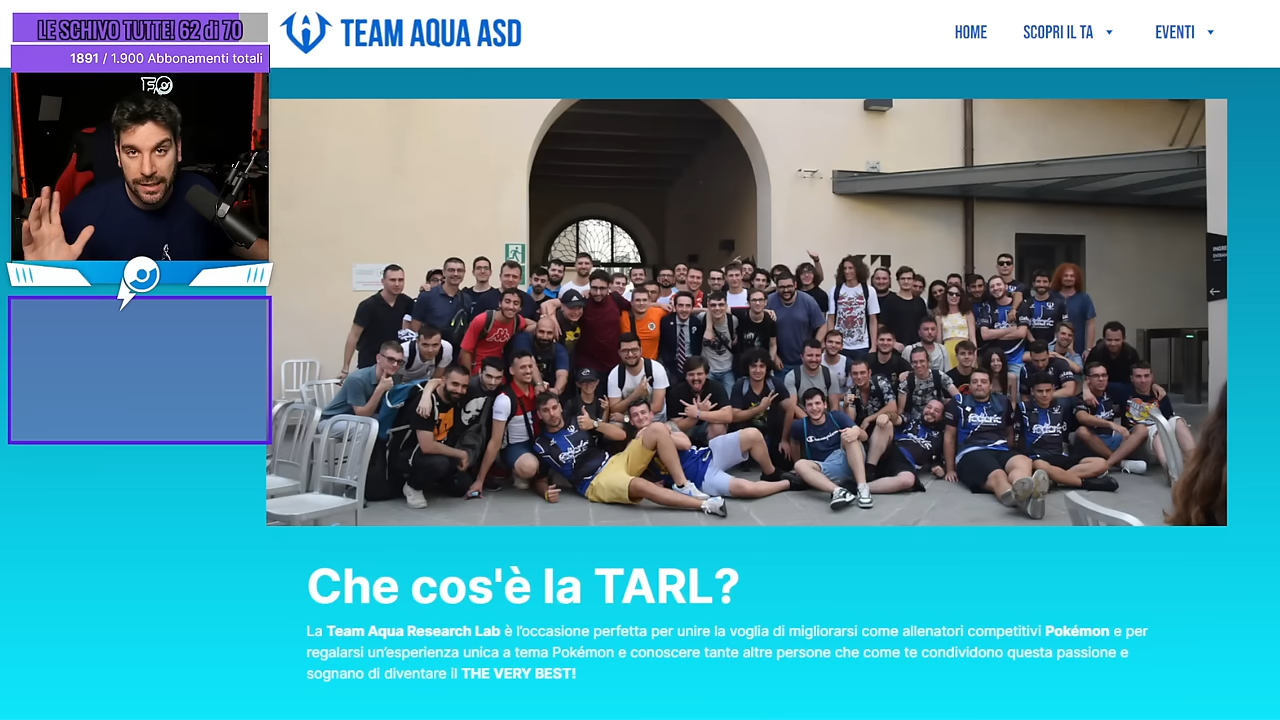 LE SCHIVO TUTTE! 62 di 70
1891 / 1.900 Abbonamenti totali
TEAM AQUA ASD
HOME
SCOPRI IL TA
EVENTI
Che cos'è la TARL?
La Team Aqua Research Lab è l'occasione perfetta per unire la voglia di migliorarsi come allenatori competitivi Pokémon e per
regalarsi un'esperienza unica a tema Pokémon e conoscere tante altre persone che come te condividono questa passione e
sognano di diventare il THE VERY BEST!